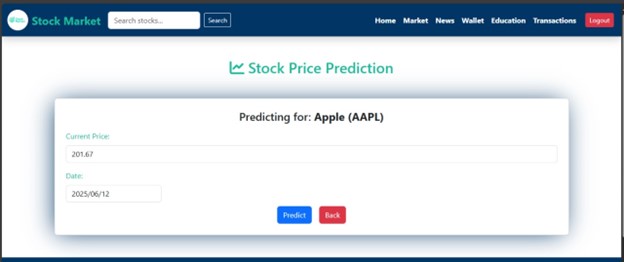 Stock Market Search stocks... Search Home Market News Wallet Education Transactions Logout
Stock Price Prediction
Predicting for: Apple (AAPL)
Current Price:
201.67
Date:
2025/06/12
Predict Back